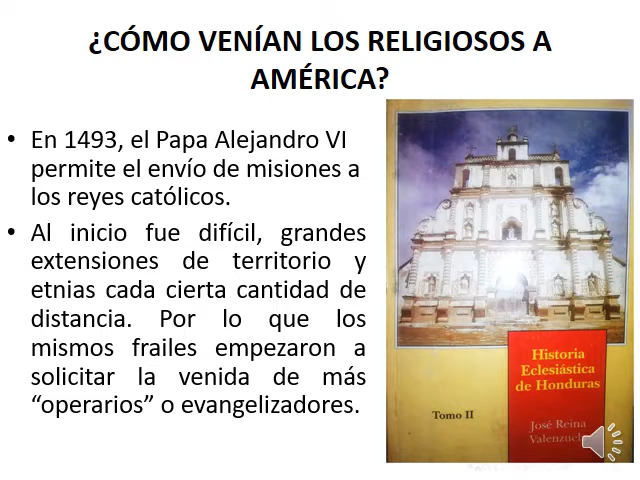 ¿CÓMO VENÍAN LOS RELIGIOSOS A
AMÉRICA?
• En 1493, el Papa Alejandro VI
permite el envío de misiones a
los reyes católicos.
• Al inicio fue difícil, grandes
extensiones de territorio y
etnias cada cierta cantidad de
distancia. Por lo que los
mismos frailes empezaron a
solicitar la venida de más
“operarios” o evangelizadores.
Historia
Eclesiástica
de Honduras
Tomo II
José Reina